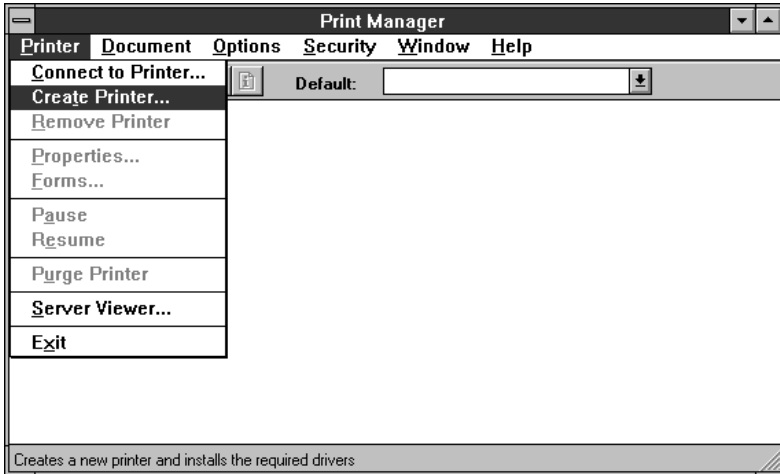 Print Manager
Printer Document Options Security Window Help
Connect to Printer...
Default:
Create Printer...
Remove Printer
Properties...
Forms...
Pause
Resume
Purge Printer
Server Viewer...
Exit
Creates a new printer and installs the required drivers